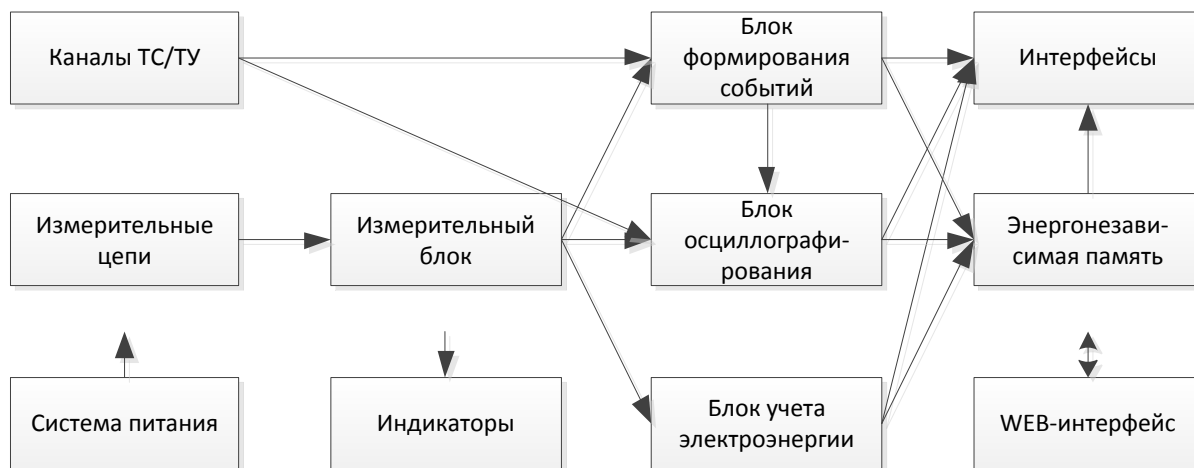 Каналы ТС/ТУ
Блок
формирования
событий
Интерфейсы
Измерительные
цепи
Измерительный
блок
Блок
осциллографи-
рования
Энергонезави-
симая память
Система питания
Индикаторы
Блок учета
электроэнергии
WEB-интерфейс